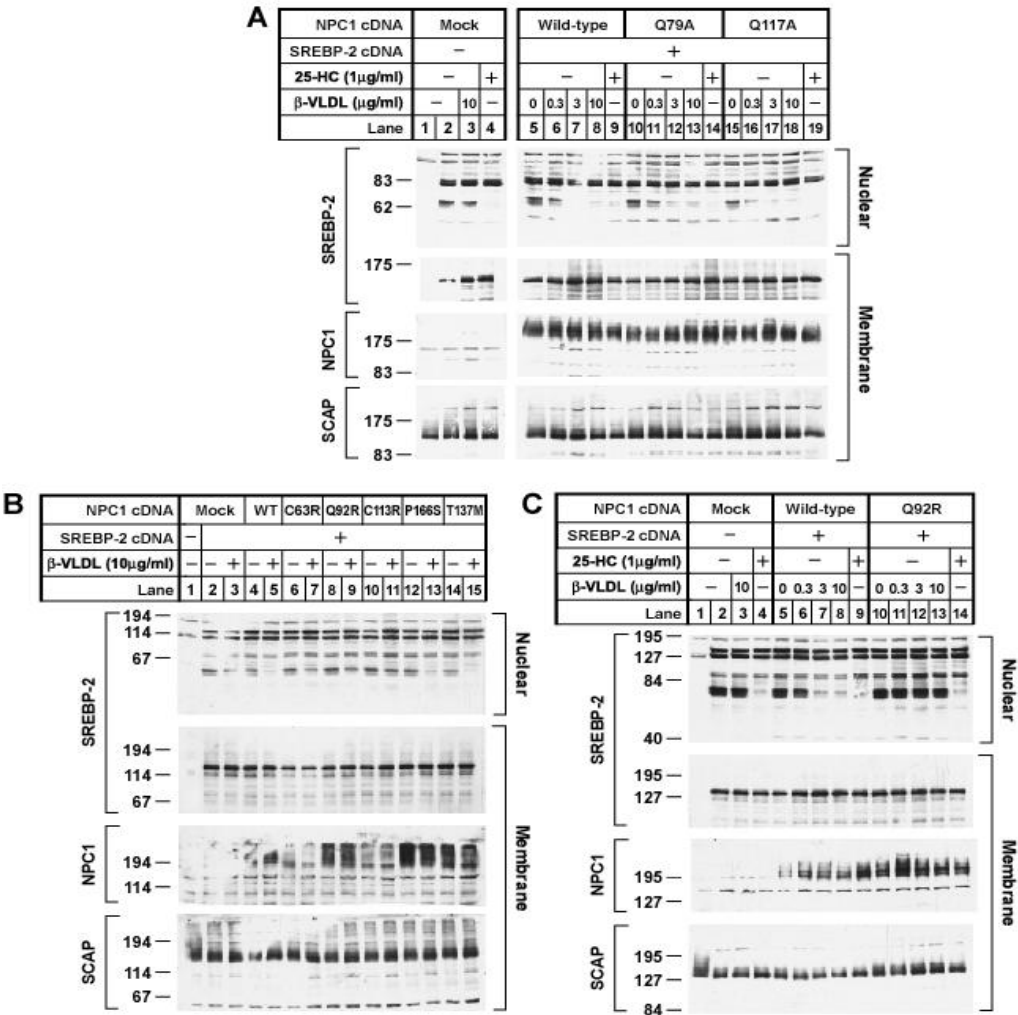 A
NPC1 cDNA Mock Wild-type Q79A Q117A
SREBP-2 cDNA − +
25-HC (1µg/ml) − + − + − + − +
β-VLDL (µg/ml) − 10 − 0 0.3 3 10 − 0 0.3 3 10 − 0 0.3 3 10 −
Lane 1 2 3 4 5 6 7 8 9 10 11 12 13 14 15 16 17 18 19
SREBP-2
83
62
Nuclear
175
Membrane
NPC1
175
83
SCAP
175
83
B
NPC1 cDNA Mock WT C63R Q92R C113R P166S T137M
SREBP-2 cDNA − +
β-VLDL (10µg/ml) − − + − + − + − + − + − + − +
Lane 1 2 3 4 5 6 7 8 9 10 11 12 13 14 15
SREBP-2
194
114
67
Nuclear
194
114
67
Membrane
NPC1
194
114
SCAP
194
114
67
C
NPC1 cDNA Mock Wild-type Q92R
SREBP-2 cDNA − + +
25-HC (1µg/ml) − + − + − +
β-VLDL (µg/ml) − 10 − 0 0.3 3 10 − 0 0.3 3 10 −
Lane 1 2 3 4 5 6 7 8 9 10 11 12 13 14
SREBP-2
195
127
84
40
Nuclear
195
127
Membrane
NPC1
195
127
SCAP
195
127
84